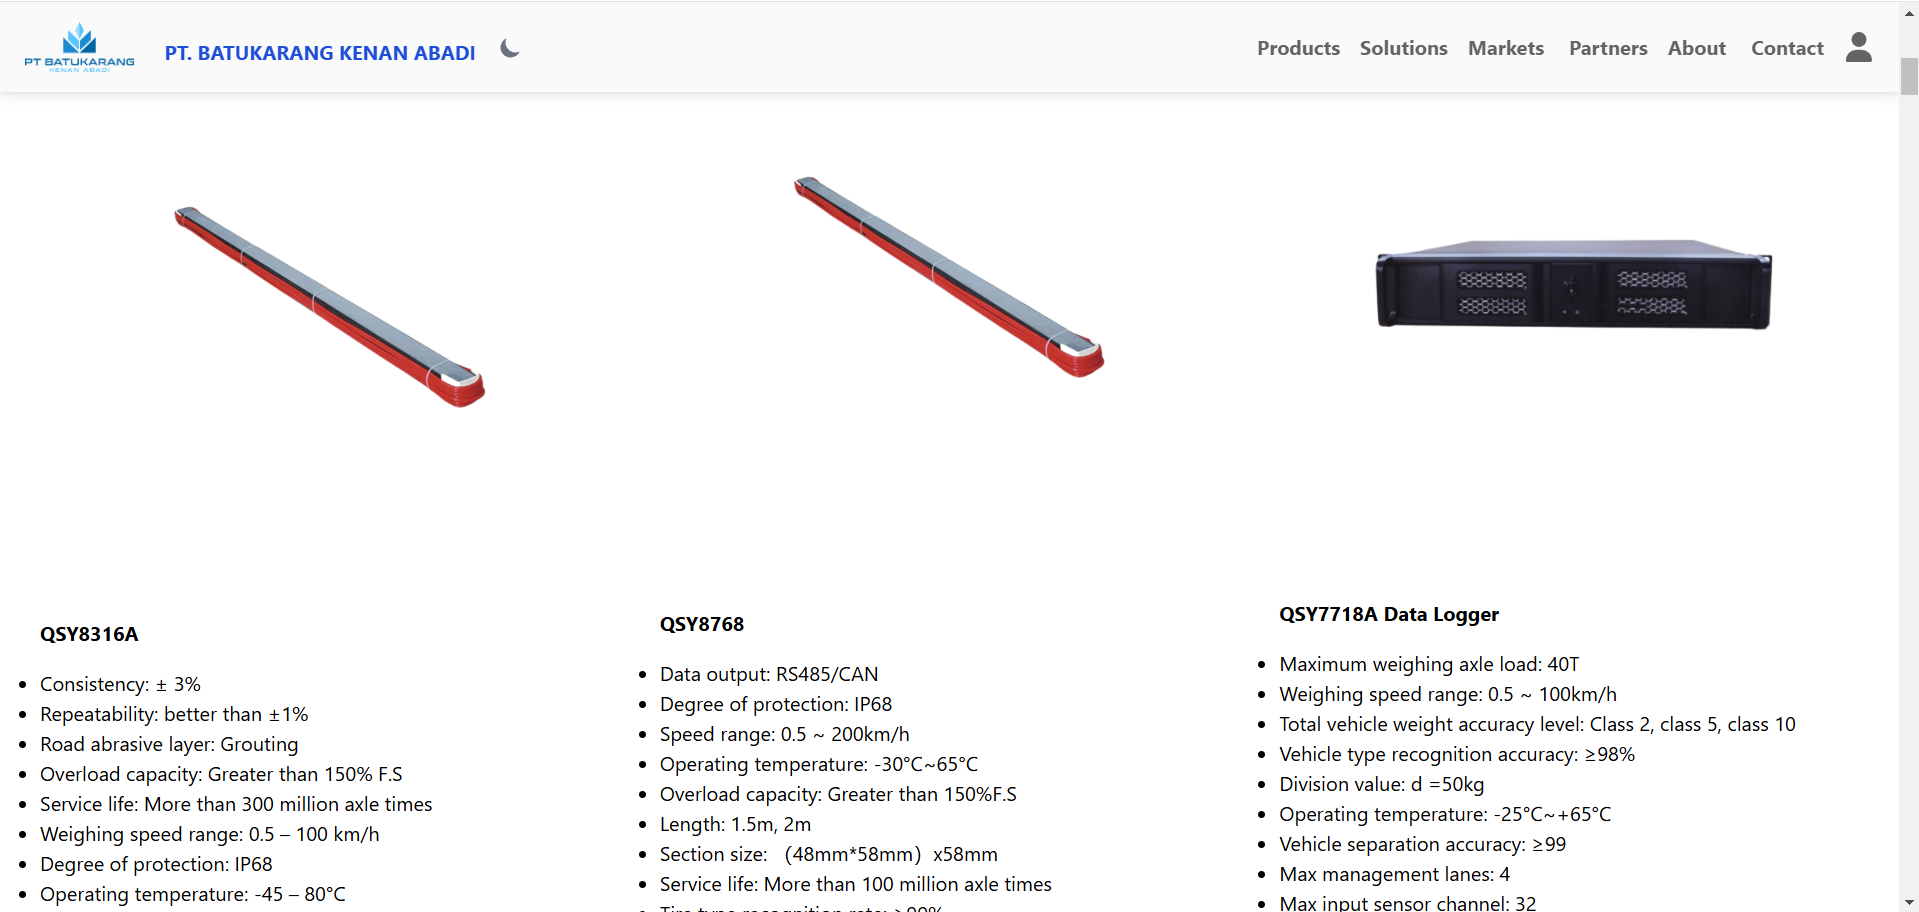 PT BATUKARANG
KENAN ABADI
PT. BATUKARANG KENAN ABADI
Products Solutions Markets Partners About Contact
QSY8316A
Consistency: ± 3%
Repeatability: better than ±1%
Road abrasive layer: Grouting
Overload capacity: Greater than 150% F.S
Service life: More than 300 million axle times
Weighing speed range: 0.5 – 100 km/h
Degree of protection: IP68
Operating temperature: -45 – 80°C
QSY8768
Data output: RS485/CAN
Degree of protection: IP68
Speed range: 0.5 ~ 200km/h
Operating temperature: -30°C~65°C
Overload capacity: Greater than 150%F.S
Length: 1.5m, 2m
Section size: （48mm*58mm）x58mm
Service life: More than 100 million axle times
QSY7718A Data Logger
Maximum weighing axle load: 40T
Weighing speed range: 0.5 ~ 100km/h
Total vehicle weight accuracy level: Class 2, class 5, class 10
Vehicle type recognition accuracy: ≥98%
Division value: d =50kg
Operating temperature: -25°C~+65°C
Vehicle separation accuracy: ≥99
Max management lanes: 4
Max input sensor channel: 32